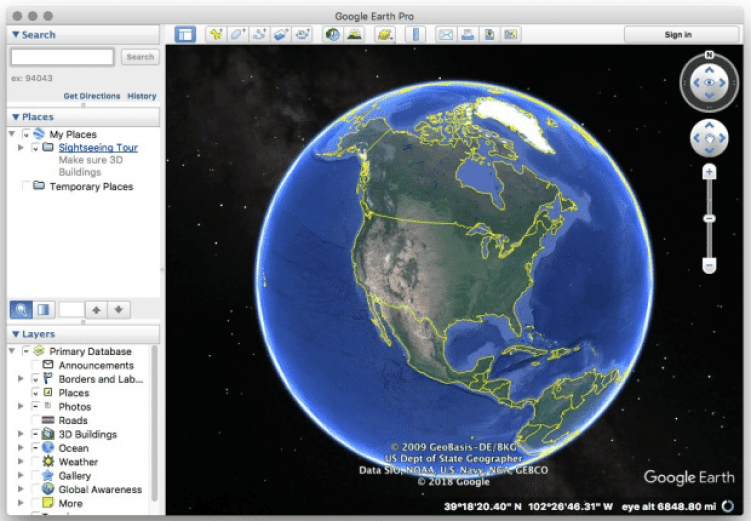 Google Earth Pro
▼ Search
Search
ex: 94043
Get Directions History
▼ Places
My Places
Sightseeing Tour
Make sure 3D
Buildings
Temporary Places
▼ Layers
Primary Database
Announcements
Borders and Lab...
Places
Photos
Roads
3D Buildings
Ocean
Weather
Gallery
Global Awareness
More
Sign in
N
© 2009 GeoBasis-DE/BKG
US Dept of State Geographer
Data SIO, NOAA, U.S. Navy, NGA, GEBCO
© 2018 Google
Google Earth
39°18'20.40" N 102°26'46.31" W eye alt 6848.80 mi